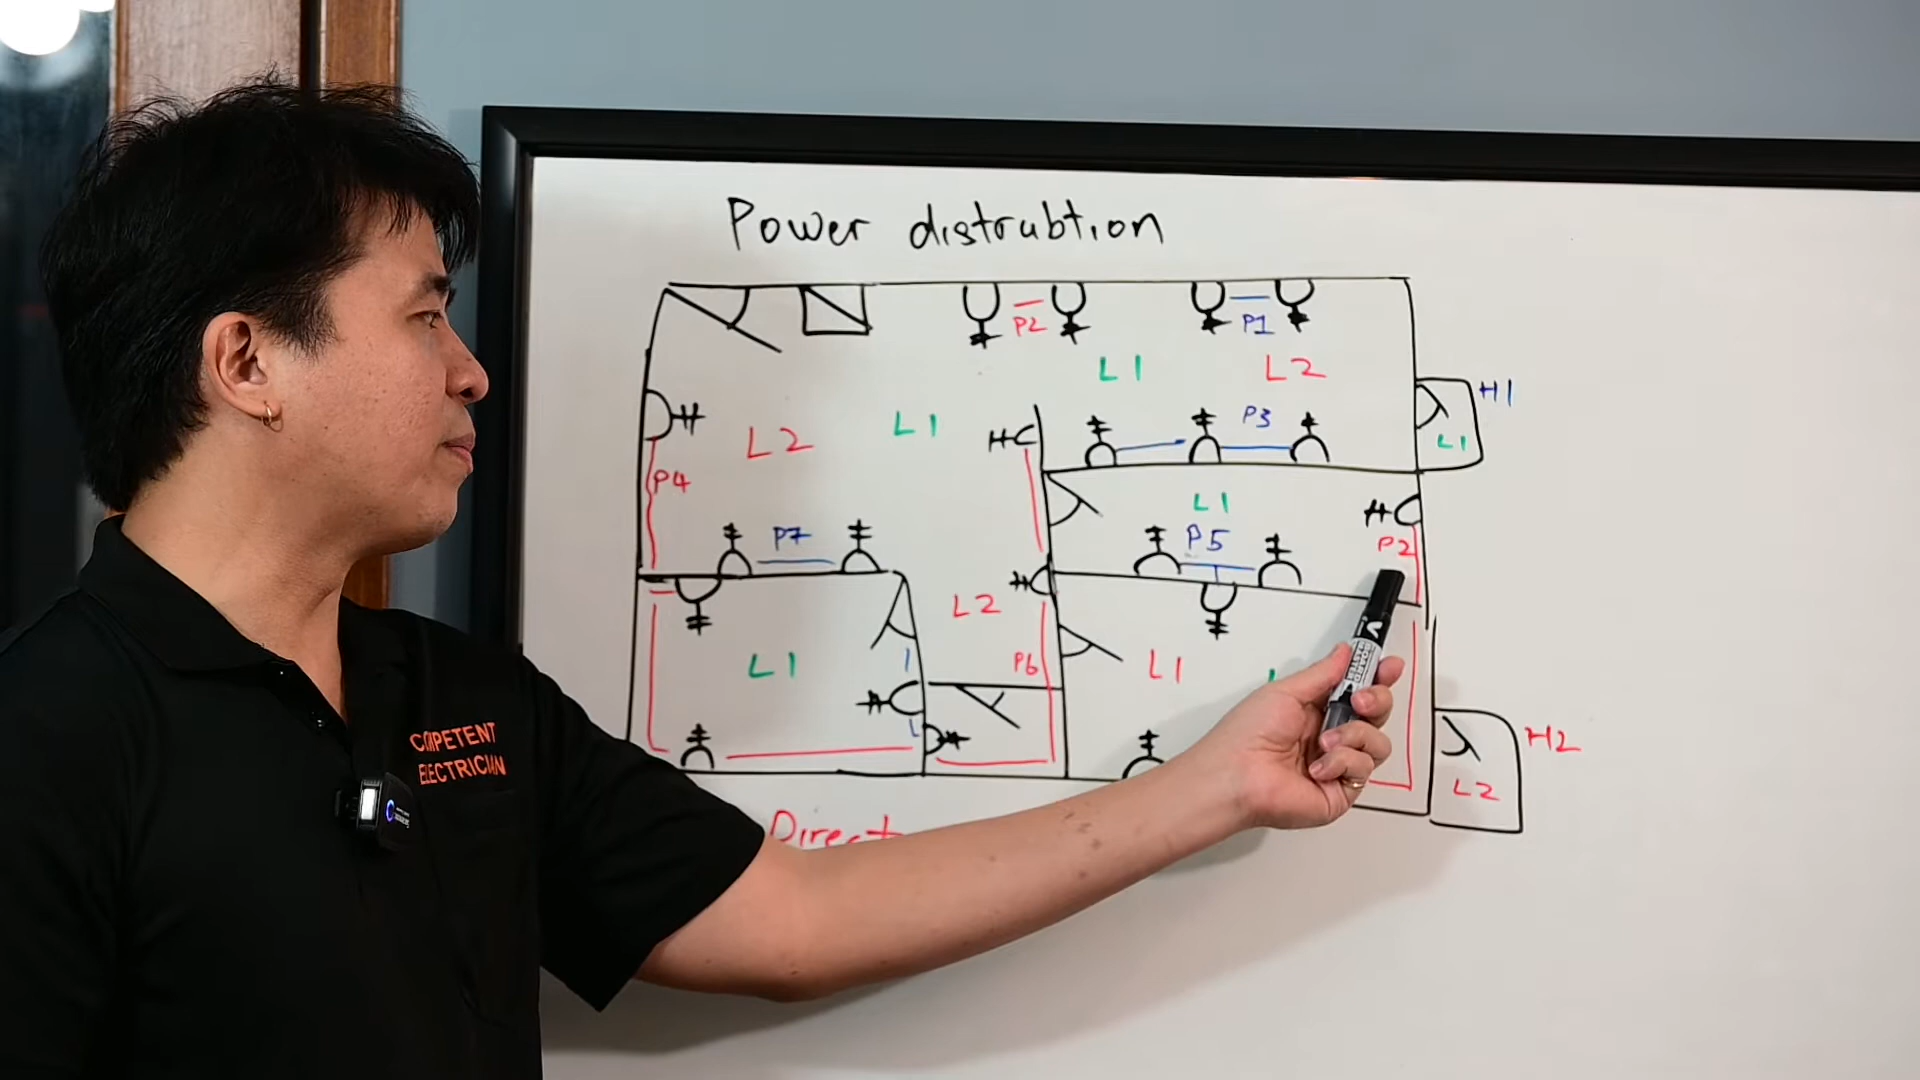 Power distrubtion
P2
P1
L1
L2
P3
H1
L1
L2
L1
P4
L1
P5
P2
P7
L2
L1
P6
L1
H2
L2
Direct
COMPETENT
ELECTRICIAN